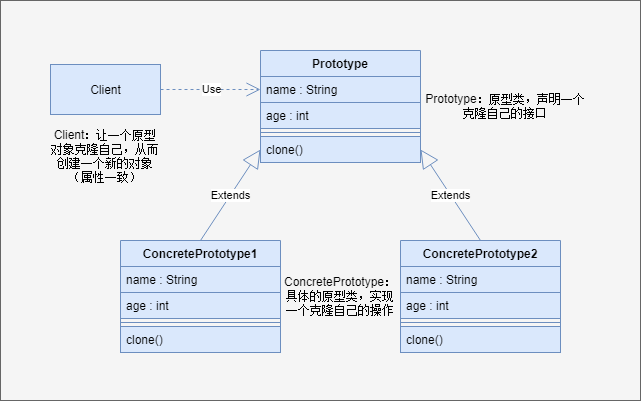 Prototype
Client
Use
name : String
age : int
clone()
Prototype：原型类，声明一个
克隆自己的接口
Client：让一个原型
对象克隆自己，从而
创建一个新的对象
（属性一致）
Extends
Extends
ConcretePrototype1
name : String
age : int
clone()
ConcretePrototype：
具体的原型类，实现
一个克隆自己的操作
ConcretePrototype2
name : String
age : int
clone()